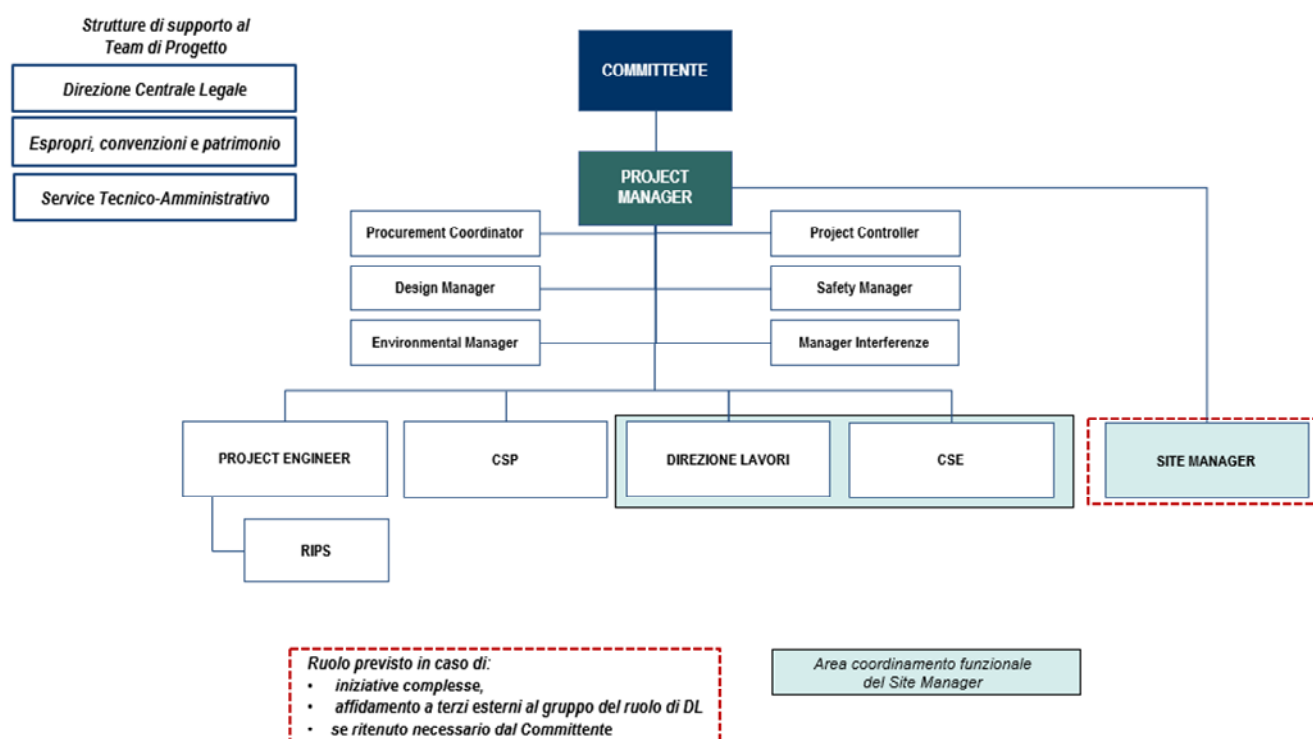 Strutture di supporto al
Team di Progetto
Direzione Centrale Legale
Espropri, convenzioni e patrimonio
Service Tecnico-Amministrativo
COMMITTENTE
PROJECT
MANAGER
Procurement Coordinator
Project Controller
Design Manager
Safety Manager
Environmental Manager
Manager Interferenze
PROJECT ENGINEER
CSP
DIREZIONE LAVORI
CSE
SITE MANAGER
RIPS
Ruolo previsto in caso di:
• iniziative complesse,
• affidamento a terzi esterni al gruppo del ruolo di DL
• se ritenuto necessario dal Committente
Area coordinamento funzionale
del Site Manager